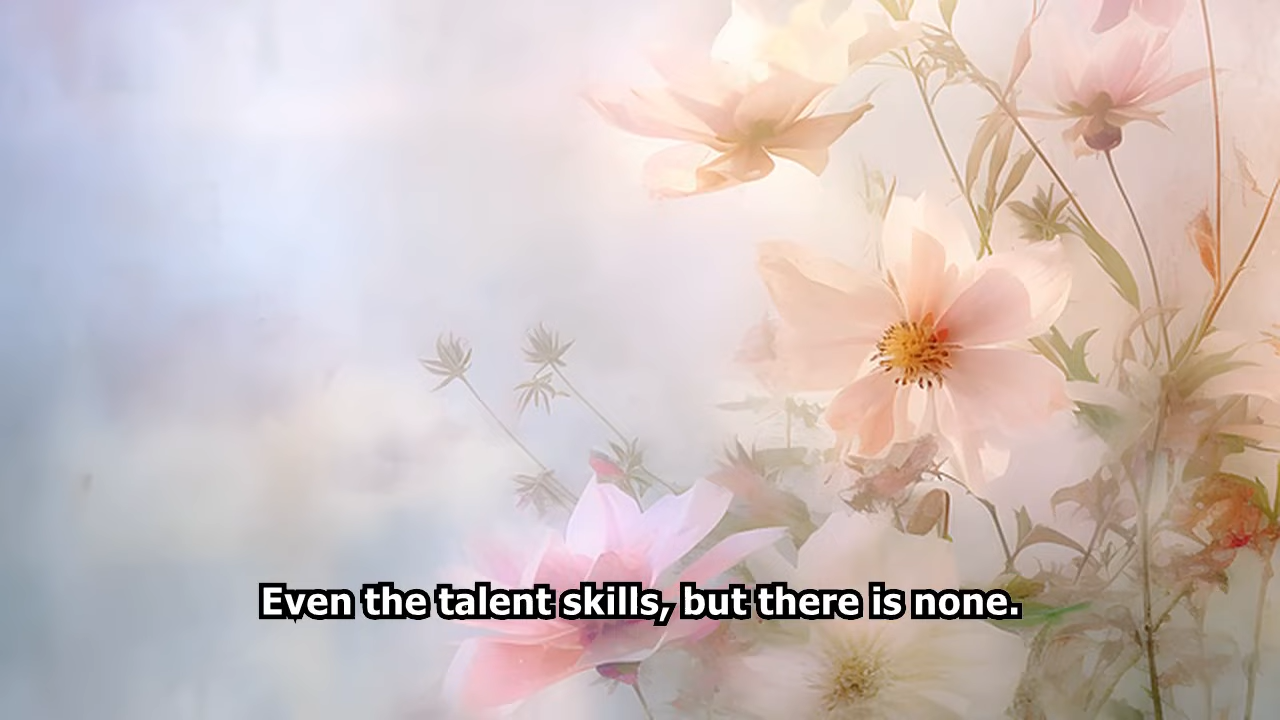 Even the talent skills, but there is none.